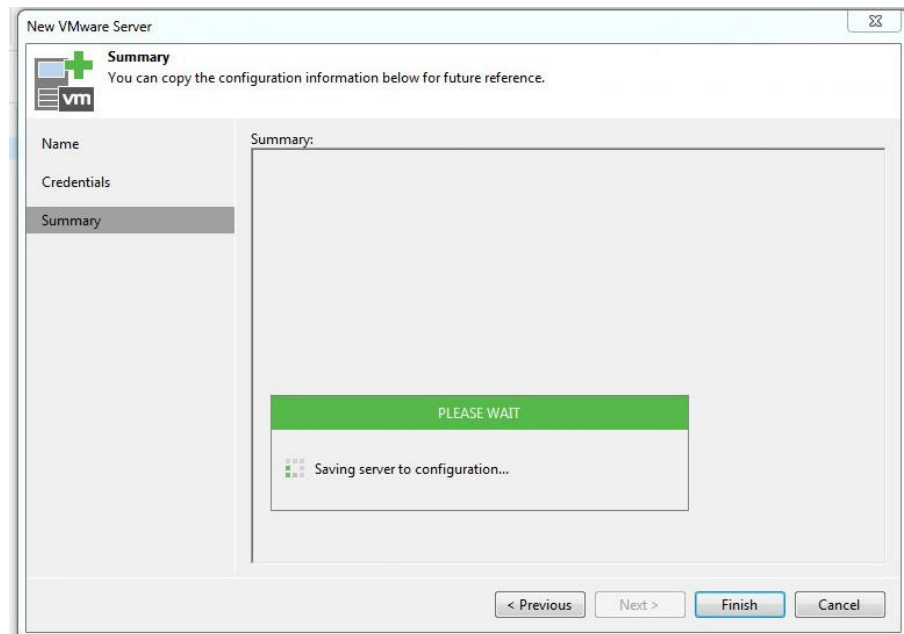 New VMware Server
Summary
You can copy the configuration information below for future reference.
vm
Name
Credentials
Summary
Summary:
PLEASE WAIT
Saving server to configuration...
< Previous
Next >
Finish
Cancel